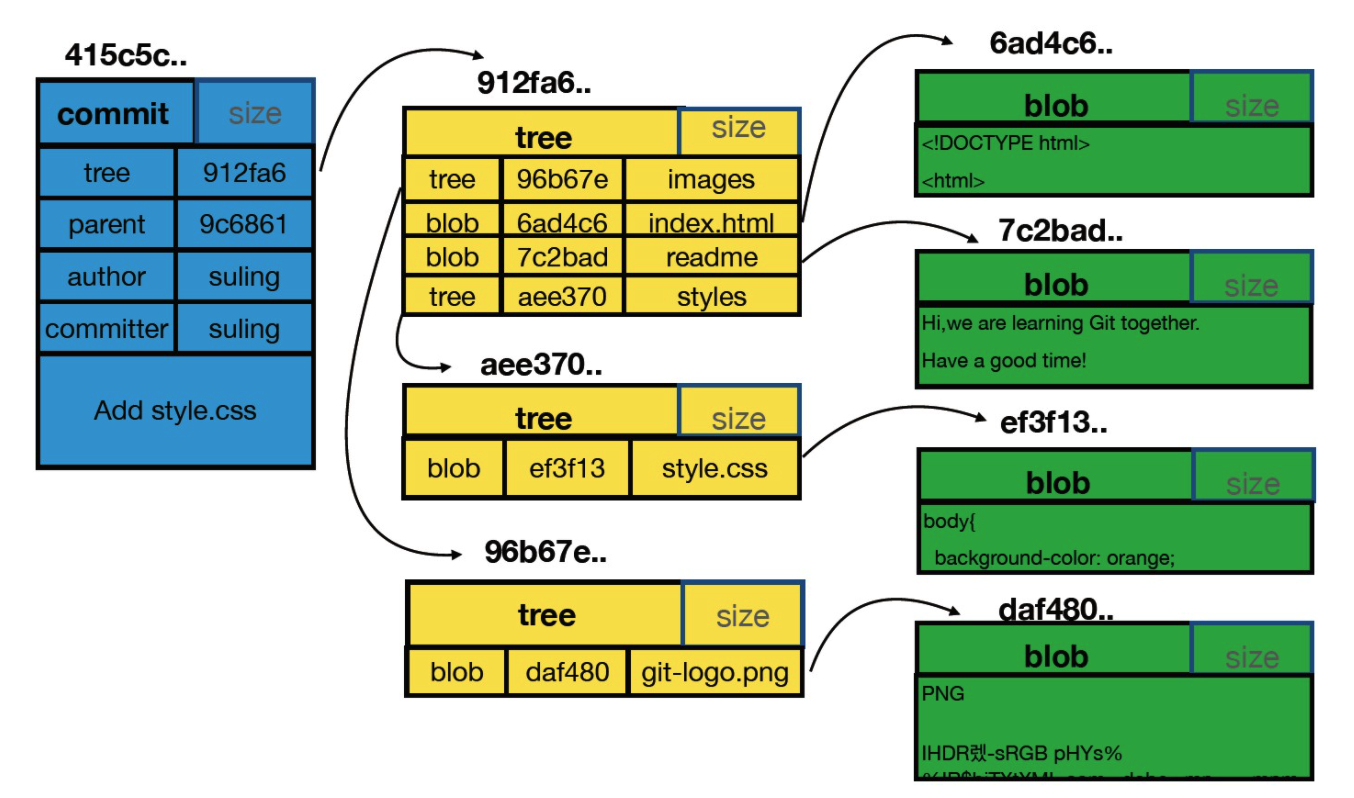 415c5c..
commit size
tree 912fa6
parent 9c6861
author suling
committer suling
Add style.css
912fa6..
tree size
tree 96b67e images
blob 6ad4c6 index.html
blob 7c2bad readme
tree aee370 styles
aee370..
tree size
blob ef3f13 style.css
96b67e..
tree size
blob daf480 git-logo.png
6ad4c6..
blob size
<!DOCTYPE html>
<html>
7c2bad..
blob size
Hi,we are learning Git together.
Have a good time!
ef3f13..
blob size
body{
background-color: orange;
daf480..
blob size
PNG
IHDR렜-sRGB pHYs%